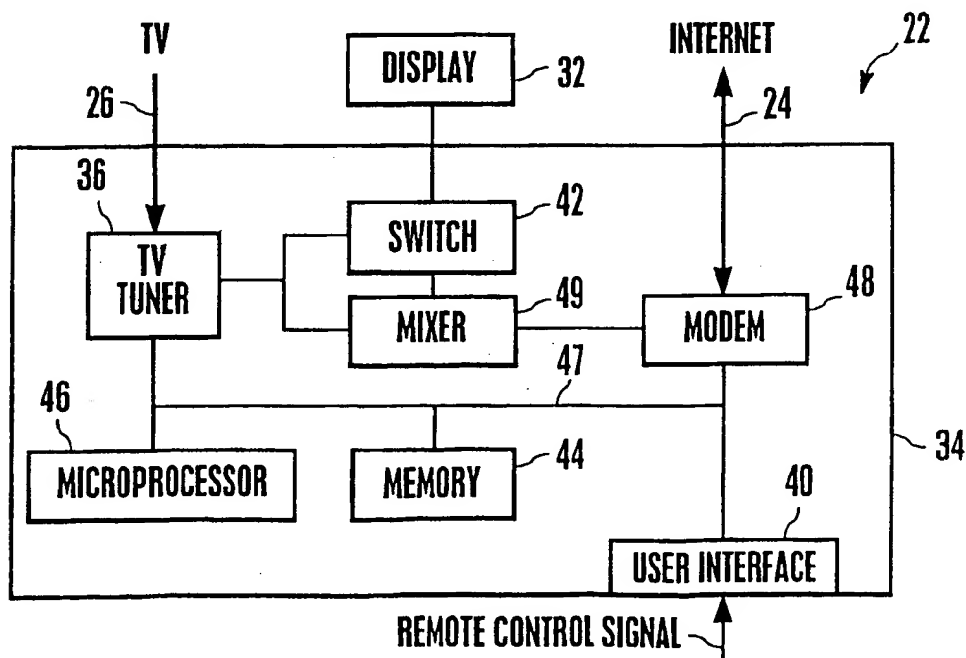 TV
DISPLAY
INTERNET
22
26
32
24
36
TV
TUNER
SWITCH
42
MIXER
49
MODEM
48
47
46
MICROPROCESSOR
MEMORY
44
34
40
USER INTERFACE
REMOTE CONTROL SIGNAL